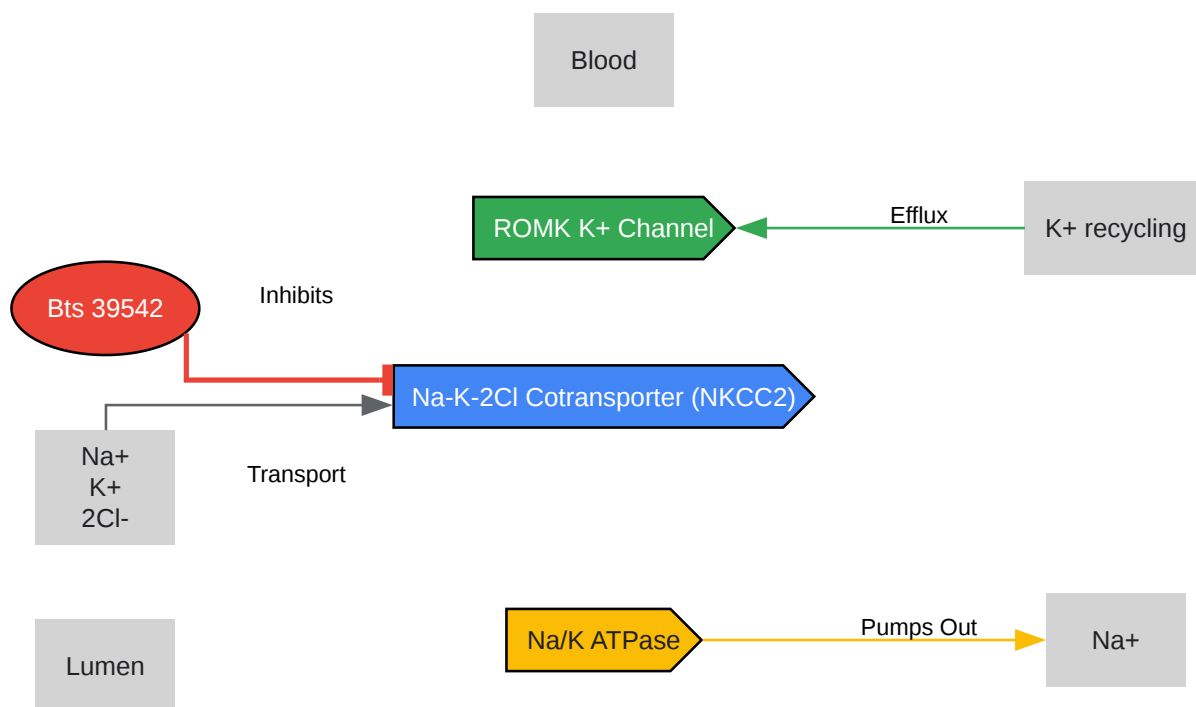 Blood
ROMK K+ Channel
Efflux
K+ recycling
Bts 39542
Inhibits
Na-K-2Cl Cotransporter (NKCC2)
Na+
K+
2Cl-
Transport
Lumen
Na/K ATPase
Pumps Out
Na+